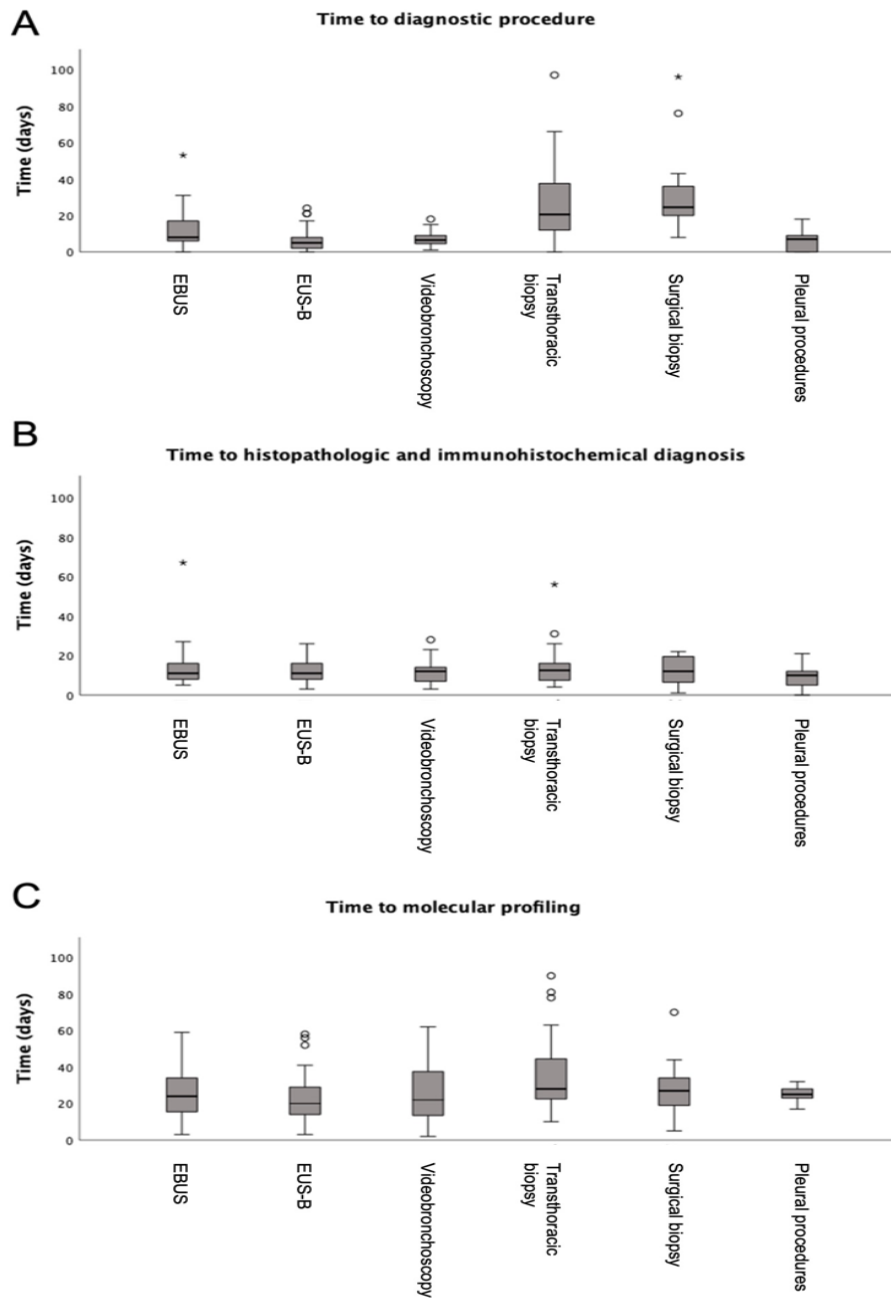 A
Time to diagnostic procedure
Time (days)
100
80
60
40
20
0
EBUS
EUS-B
Videobronchoscopy
Transthoracic
biopsy
Surgical biopsy
Pleural procedures
B
Time to histopathologic and immunohistochemical diagnosis
Time (days)
100
80
60
40
20
0
EBUS
EUS-B
Videobronchoscopy
Transthoracic
biopsy
Surgical biopsy
Pleural procedures
C
Time to molecular profiling
Time (days)
100
80
60
40
20
0
EBUS
EUS-B
Videobronchoscopy
Transthoracic
biopsy
Surgical biopsy
Pleural procedures